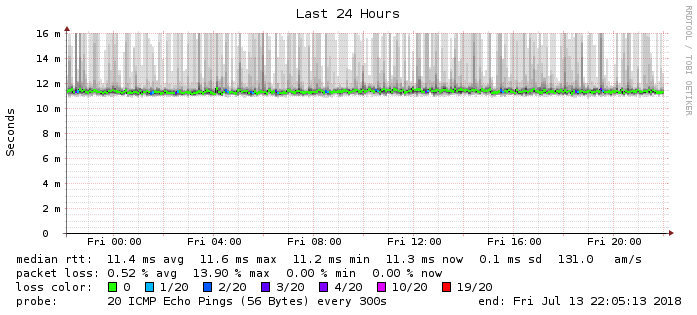 Last 24 Hours
RRDTOOL / TOBI OETIKER
Seconds
16 m
14 m
12 m
10 m
8 m
6 m
4 m
2 m
0
Fri 00:00 Fri 04:00 Fri 08:00 Fri 12:00 Fri 16:00 Fri 20:00
median rtt: 11.4 ms avg 11.6 ms max 11.2 ms min 11.3 ms now 0.1 ms sd 131.0 am/s
packet loss: 0.52 % avg 13.90 % max 0.00 % min 0.00 % now
loss color: 0 1/20 2/20 3/20 4/20 10/20 19/20
probe: 20 ICMP Echo Pings (56 Bytes) every 300s end: Fri Jul 13 22:05:13 2018